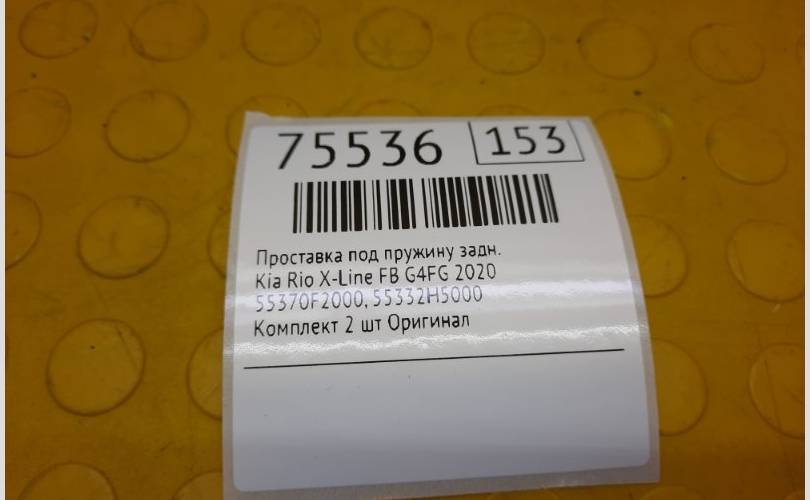 75536 153
Проставка под пружину задн.
Kia Rio X-Line FB G4FG 2020
55370F2000, 55332H5000
Комплект 2 шт Оригинал